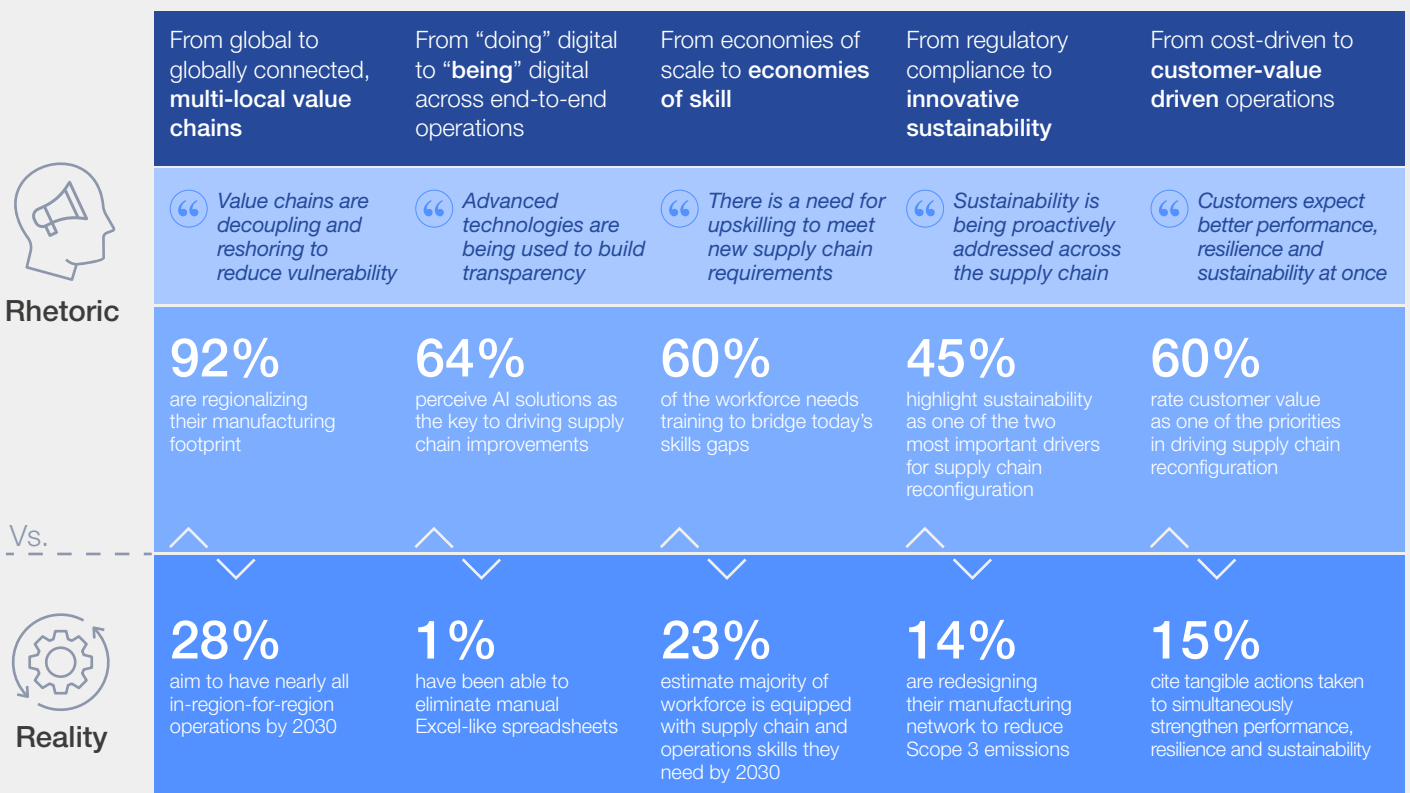 From global to
globally connected,
multi-local value
chains
From “doing” digital
to “being” digital
across end-to-end
operations
From economies of
scale to economies
of skill
From regulatory
compliance to
innovative
sustainability
From cost-driven to
customer-value
driven operations
Rhetoric
Value chains are
decoupling and
reshoring to
reduce vulnerability
Advanced
technologies are
being used to build
transparency
There is a need for
upskilling to meet
new supply chain
requirements
Sustainability is
being proactively
addressed across
the supply chain
Customers expect
better performance,
resilience and
sustainability at once
92%
are regionalizing
their manufacturing
footprint
64%
perceive AI solutions as
the key to driving supply
chain improvements
60%
of the workforce needs
training to bridge today’s
skills gaps
45%
highlight sustainability
as one of the two
most important drivers
for supply chain
reconfiguration
60%
rate customer value
as one of the priorities
in driving supply chain
reconfiguration
Vs.
Reality
28%
aim to have nearly all
in-region-for-region
operations by 2030
1%
have been able to
eliminate manual
Excel-like spreadsheets
23%
estimate majority of
workforce is equipped
with supply chain and
operations skills they
need by 2030
14%
are redesigning
their manufacturing
network to reduce
Scope 3 emissions
15%
cite tangible actions taken
to simultaneously
strengthen performance,
resilience and sustainability